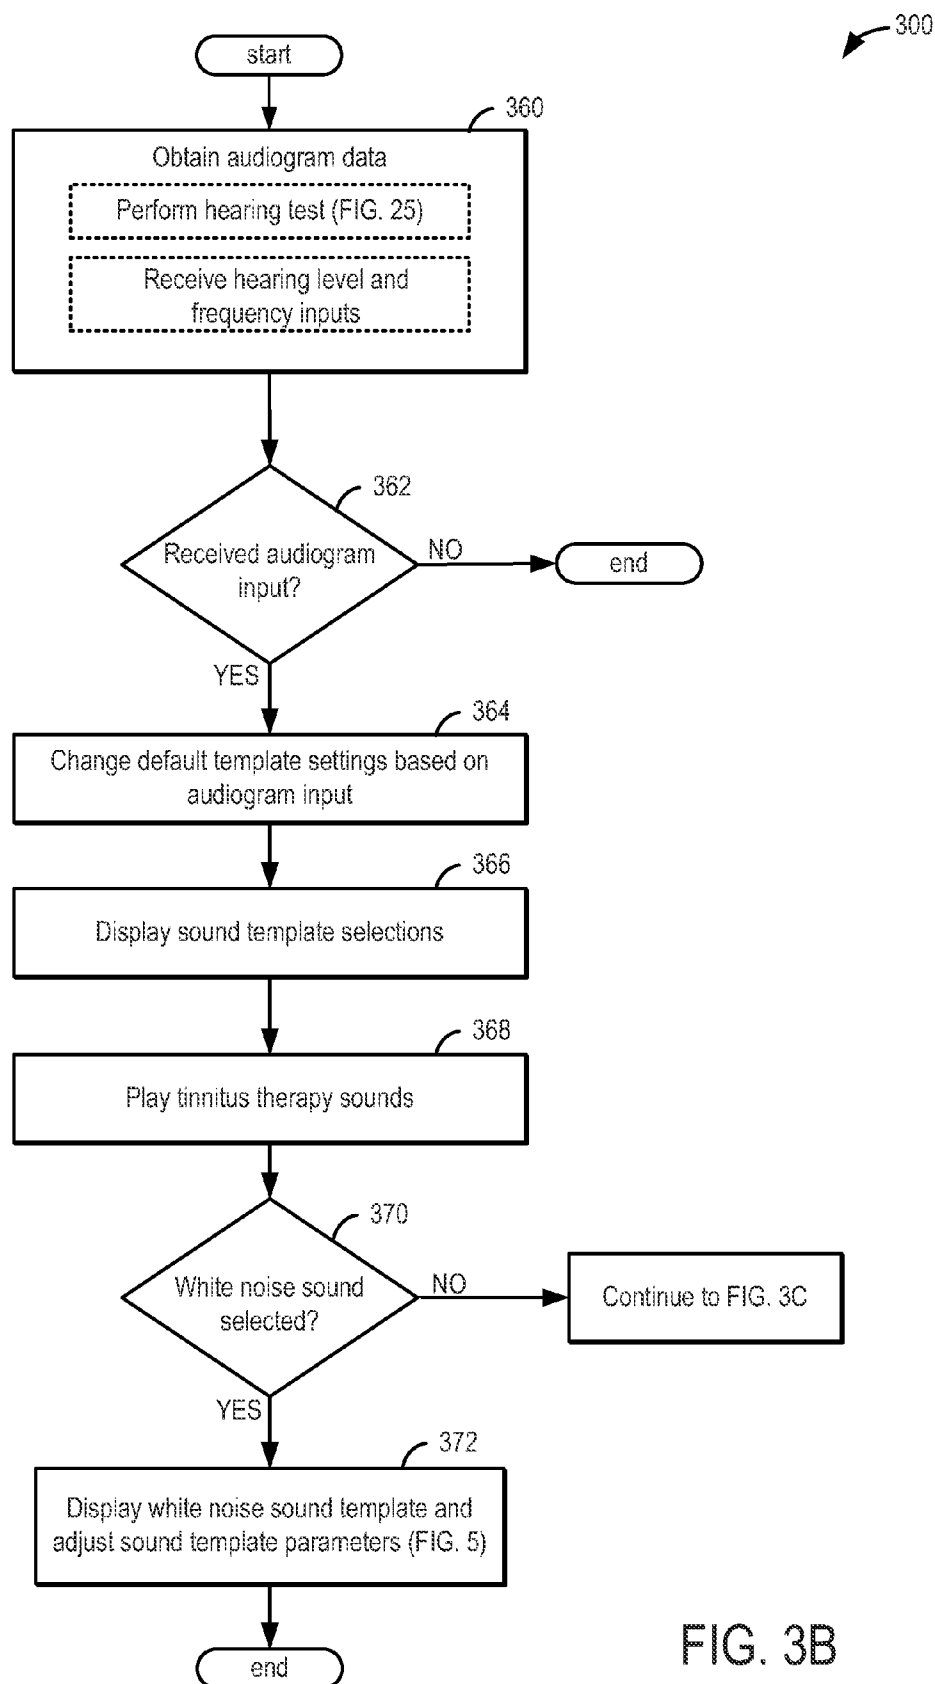 300
start
360
Obtain audiogram data
Perform hearing test (FIG. 25)
Receive hearing level and
frequency inputs
362
Received audiogram
input?
NO
end
YES
364
Change default template settings based on
audiogram input
366
Display sound template selections
368
Play tinnitus therapy sounds
370
White noise sound
selected?
NO
Continue to FIG. 3C
YES
372
Display white noise sound template and
adjust sound template parameters (FIG. 5)
end
FIG. 3B